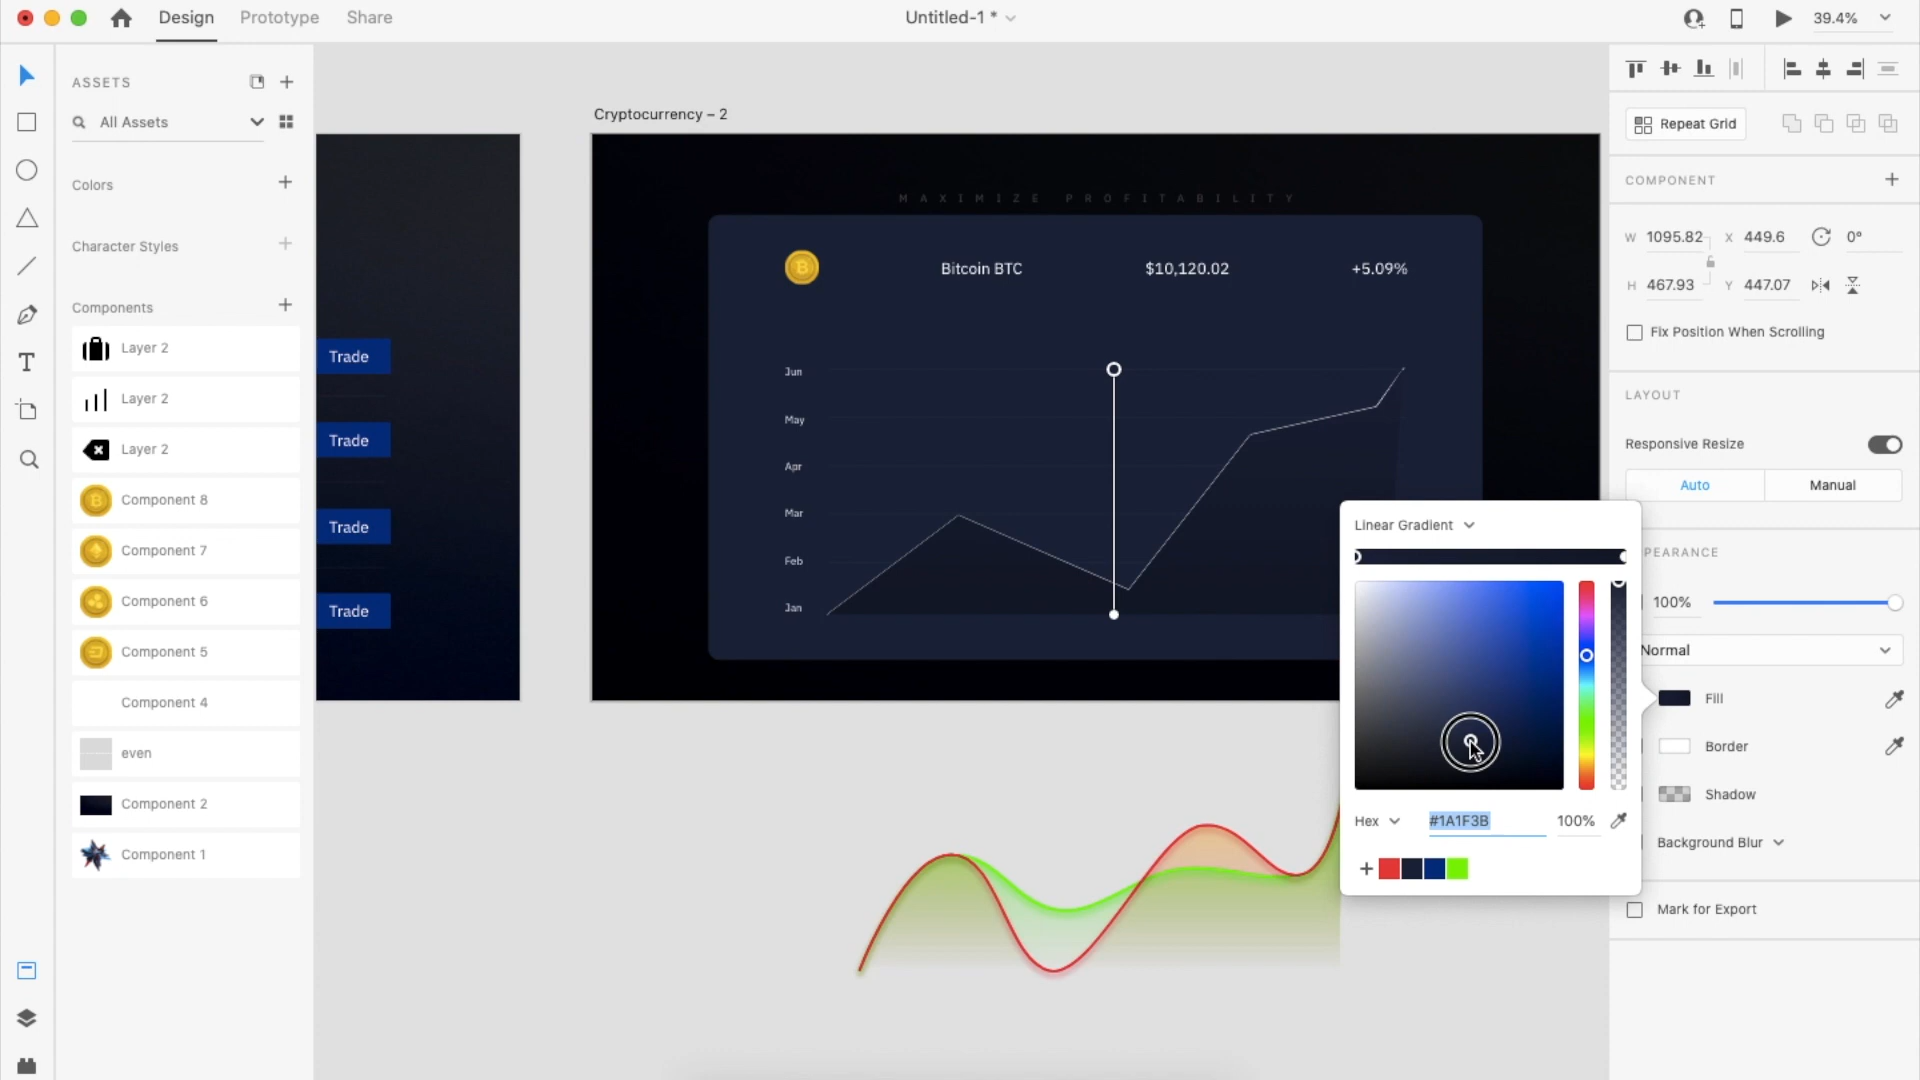 Design Prototype Share
Untitled-1 *
39.4%
ASSETS
All Assets
Colors
Character Styles
Components
Layer 2
Layer 2
Layer 2
Component 8
Component 7
Component 6
Component 5
Component 4
even
Component 2
Component 1
Trade
Trade
Trade
Trade
Cryptocurrency – 2
MAXIMIZE PROFITABILITY
Bitcoin BTC $10,120.02 +5.09%
Jun
May
Apr
Mar
Feb
Jan
Linear Gradient
Hex #1A1F3B 100%
Repeat Grid
COMPONENT
W 1095.82 X 449.6 0°
H 467.93 Y 447.07
Fix Position When Scrolling
LAYOUT
Responsive Resize
Auto Manual
PEARANCE
100%
Normal
Fill
Border
Shadow
Background Blur
Mark for Export